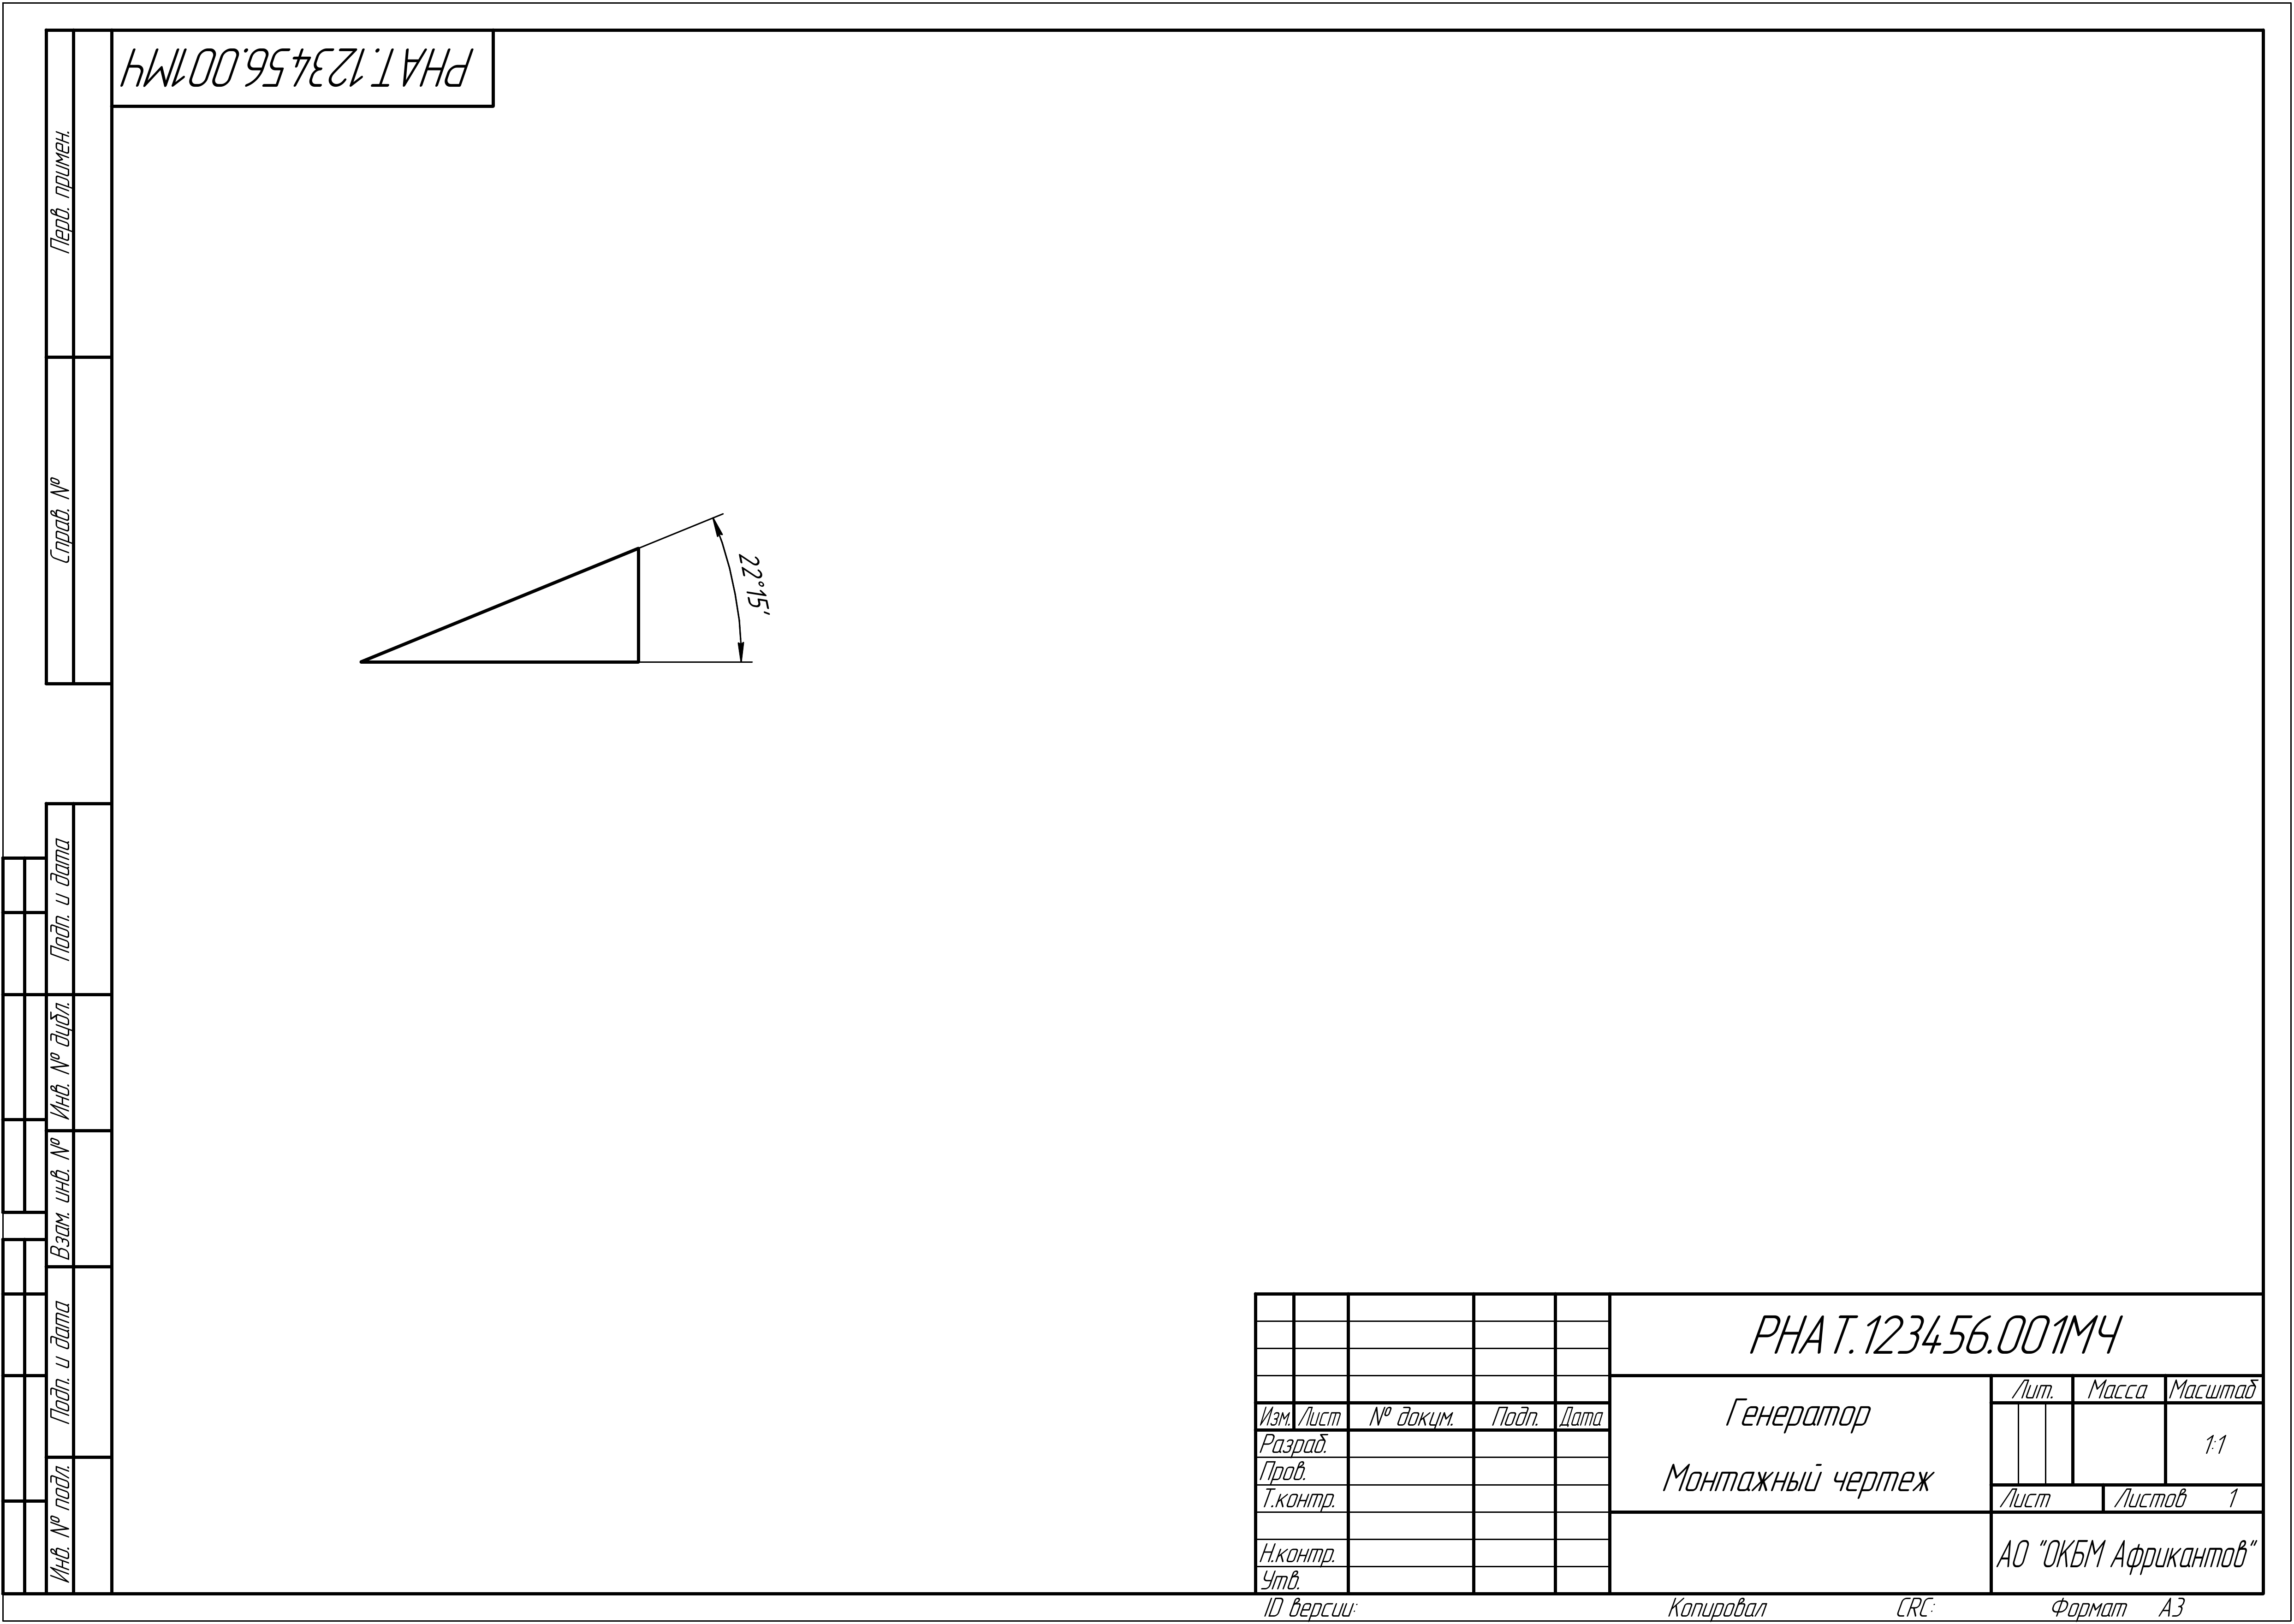 РНАТ.123456.001МЧ
Перв. примен.
Справ. №
22°15'
Подп. и дата
Инв. № дубл.
Взам. инв. №
Подп. и дата
Инв. № подл.
РНАТ.123456.001МЧ
Лит. Масса Масштаб
Изм. Лист № докум. Подп. Дата
Генератор
Разраб.
1:1
Пров.
Монтажный чертеж
Т.контр.
Лист Листов 1
Н.контр.
АО "ОКБМ Африкантов"
Утв.
ID версии: Копировал CRC: Формат А3